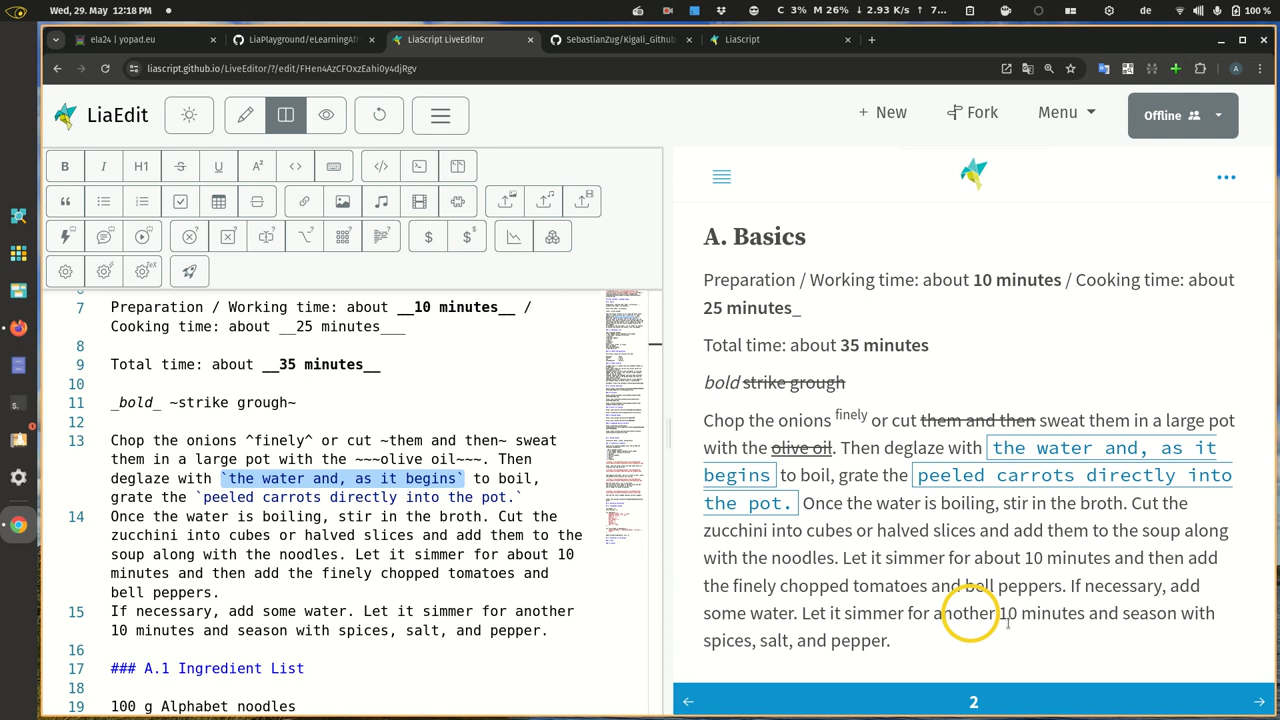 Wed, 29. May, 12:18 PM
C 3% M 26% ↓ 2.93 K/s ↑ 7...
100 %
ela24 | yopad.eu
LiaPlayground/eLearningAfr
LiaScript LiveEditor
SebastianZug/Kigali_Github
LiaScript
liascript.github.io/LiveEditor/?/edit/FHen4AzCFOxzEahi0y4djRgv
A
LiaEdit
+ New
Fork
Menu
Offline
B I H1
A. Basics
Preparation / Working time: about 10 minutes / Cooking time: about
25 minutes_
Total time: about 35 minutes
bold strike grough
Chop the onions finely and then them and then sweat them in a large pot
with the olive oil. Then deglaze with the water and, as it
begins to boil, grate the peeled carrots directly into
the pot. Once the water is boiling, stir in the broth. Cut the
zucchini into cubes or halved slices and add them to the soup along
with the noodles. Let it simmer for about 10 minutes and then add
the finely chopped tomatoes and bell peppers. If necessary, add
some water. Let it simmer for another 10 minutes and season with
spices, salt, and pepper.
2
7 Preparation / Working time: about __10 minutes__ /
Cooking time: about __25 minutes___
8
9 Total time: about __35 minutes__
10
11 _bold_ ~strike grough~
12
13 Chop the onions ^finely^ ~them and then~ sweat
them in a large pot with the ~~~olive oil~~~. Then
deglaze with `the water and, as it begins` to boil,
grate the `peeled carrots directly into the pot.`
14 Once the water is boiling, stir in the broth. Cut the
zucchini into cubes or halved slices and add them to the
soup along with the noodles. Let it simmer for about 10
minutes and then add the finely chopped tomatoes and
bell peppers.
15 If necessary, add some water. Let it simmer for another
10 minutes and season with spices, salt, and pepper.
16
17 ### A.1 Ingredient List
18
19 100 g Alphabet noodles